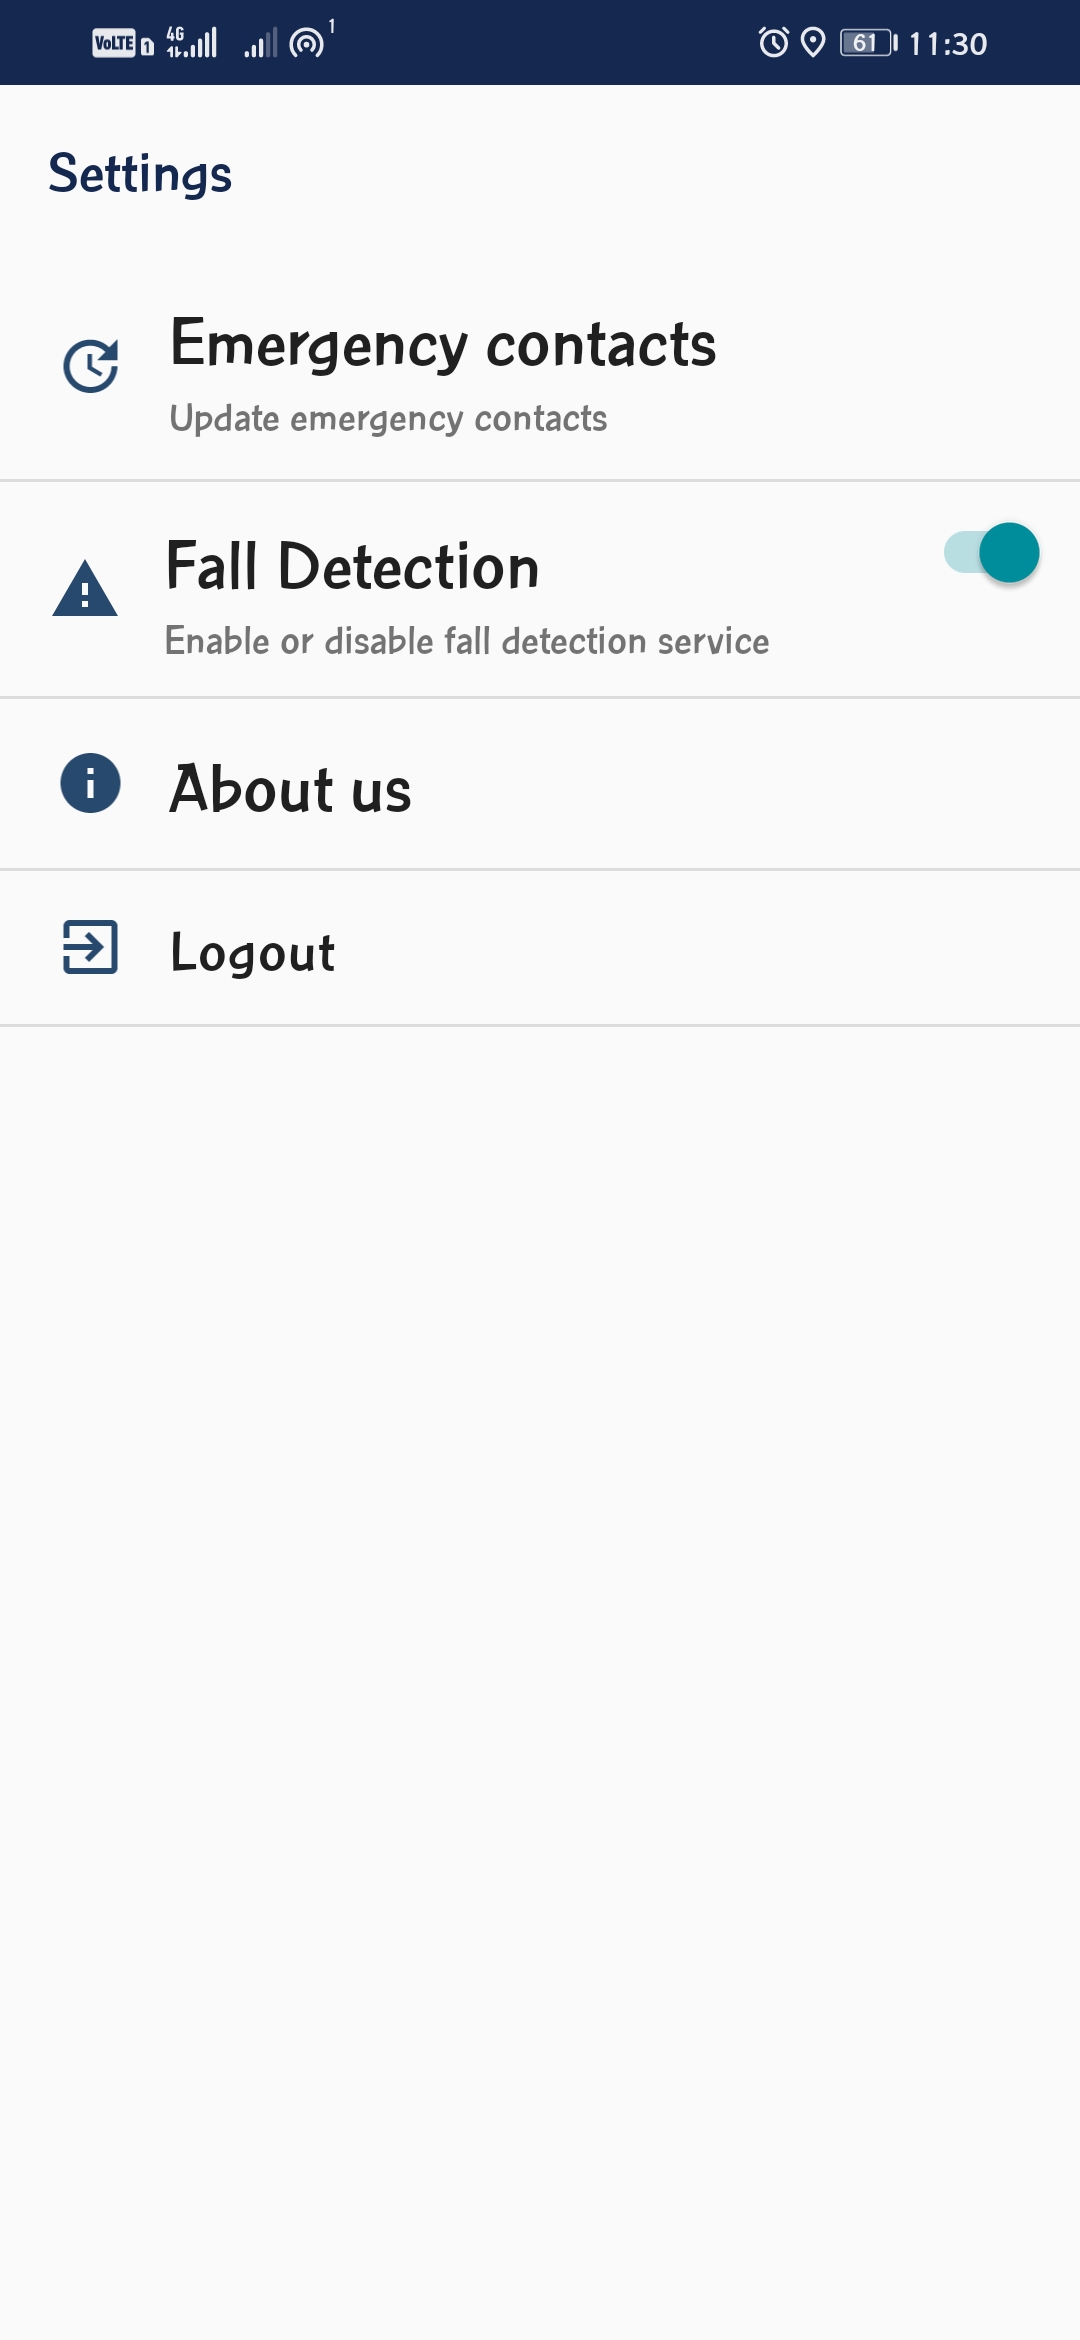 VoLTE 1 4G 1 61 11:30
Settings
Emergency contacts
Update emergency contacts
Fall Detection
Enable or disable fall detection service
About us
Logout